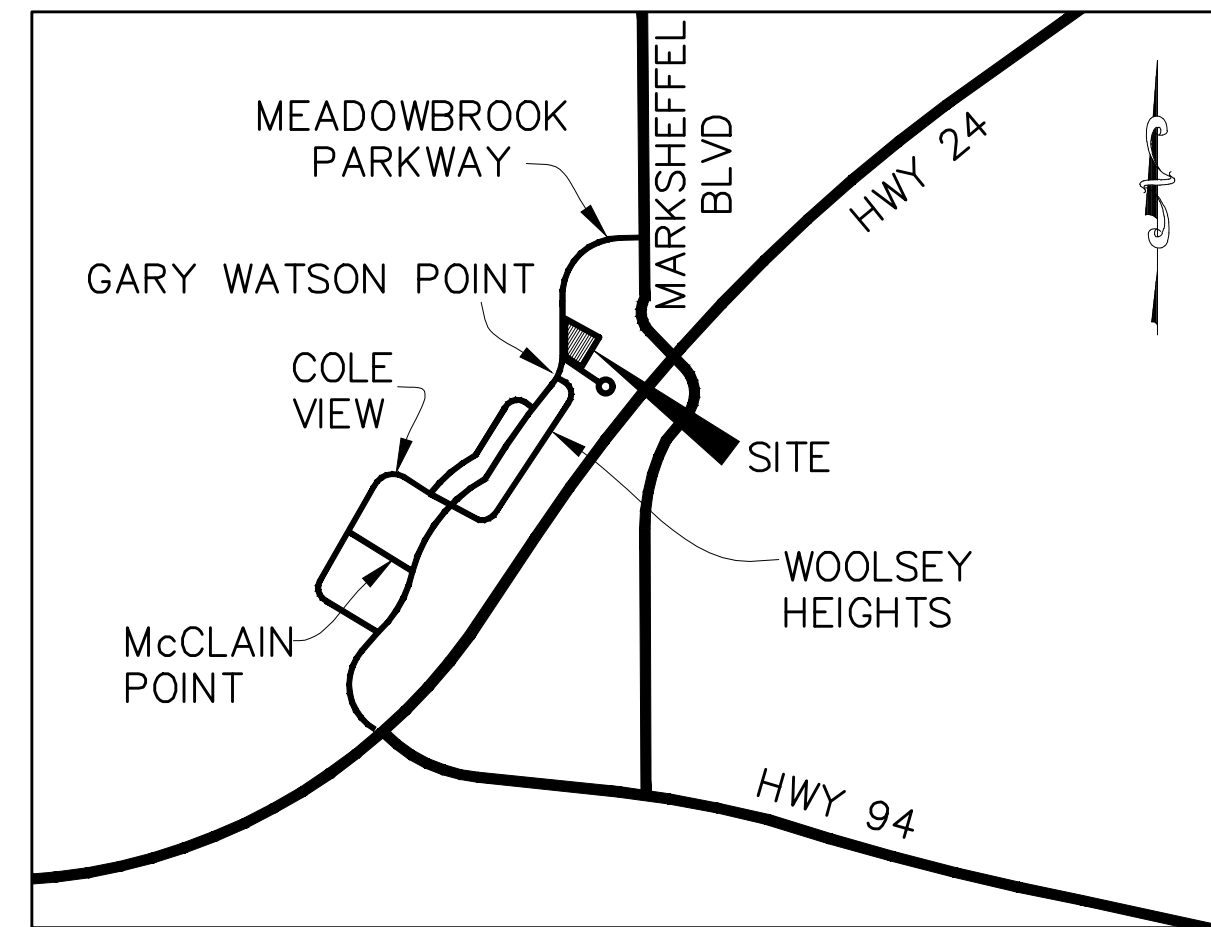 MEADOWBROOK
PARKWAY
MARKSHEFFEL
BLVD
HWY 24
GARY WATSON POINT
COLE
VIEW
SITE
WOOLSEY
HEIGHTS
McCLAIN
POINT
HWY 94